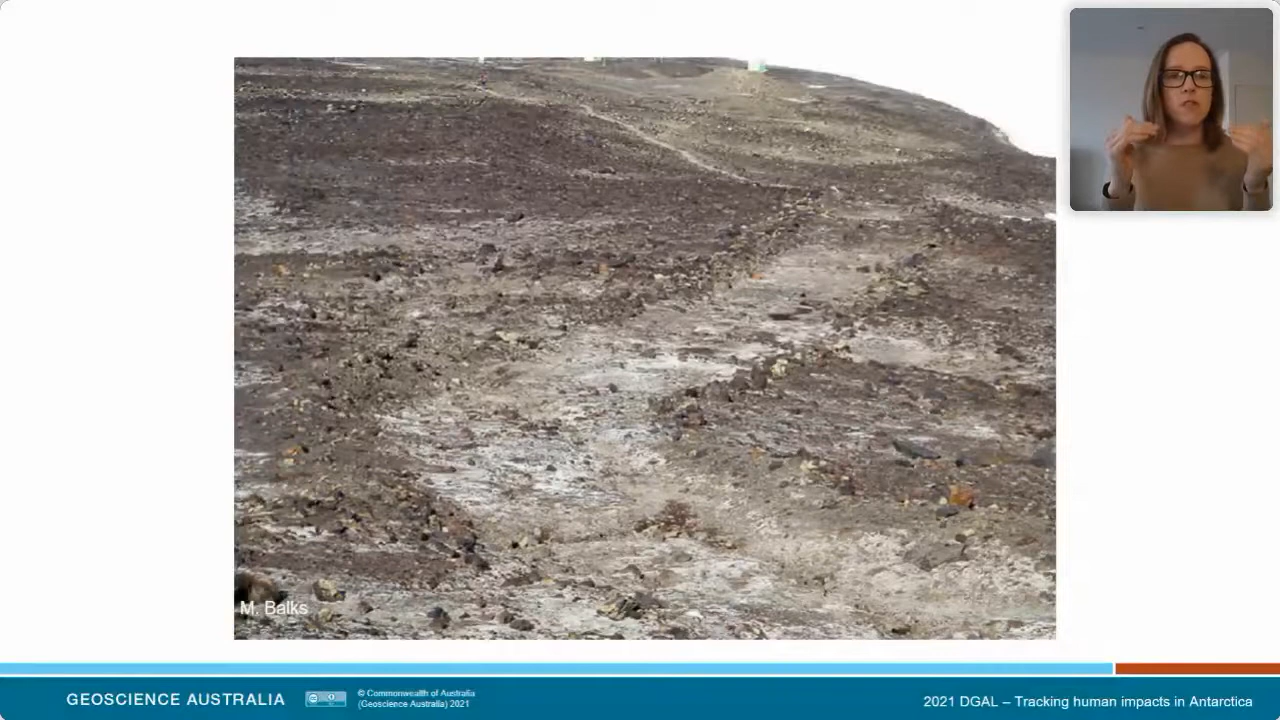 M. Balks
GEOSCIENCE AUSTRALIA
© Commonwealth of Australia
(Geoscience Australia) 2021
2021 DGAL – Tracking human impacts in Antarctica